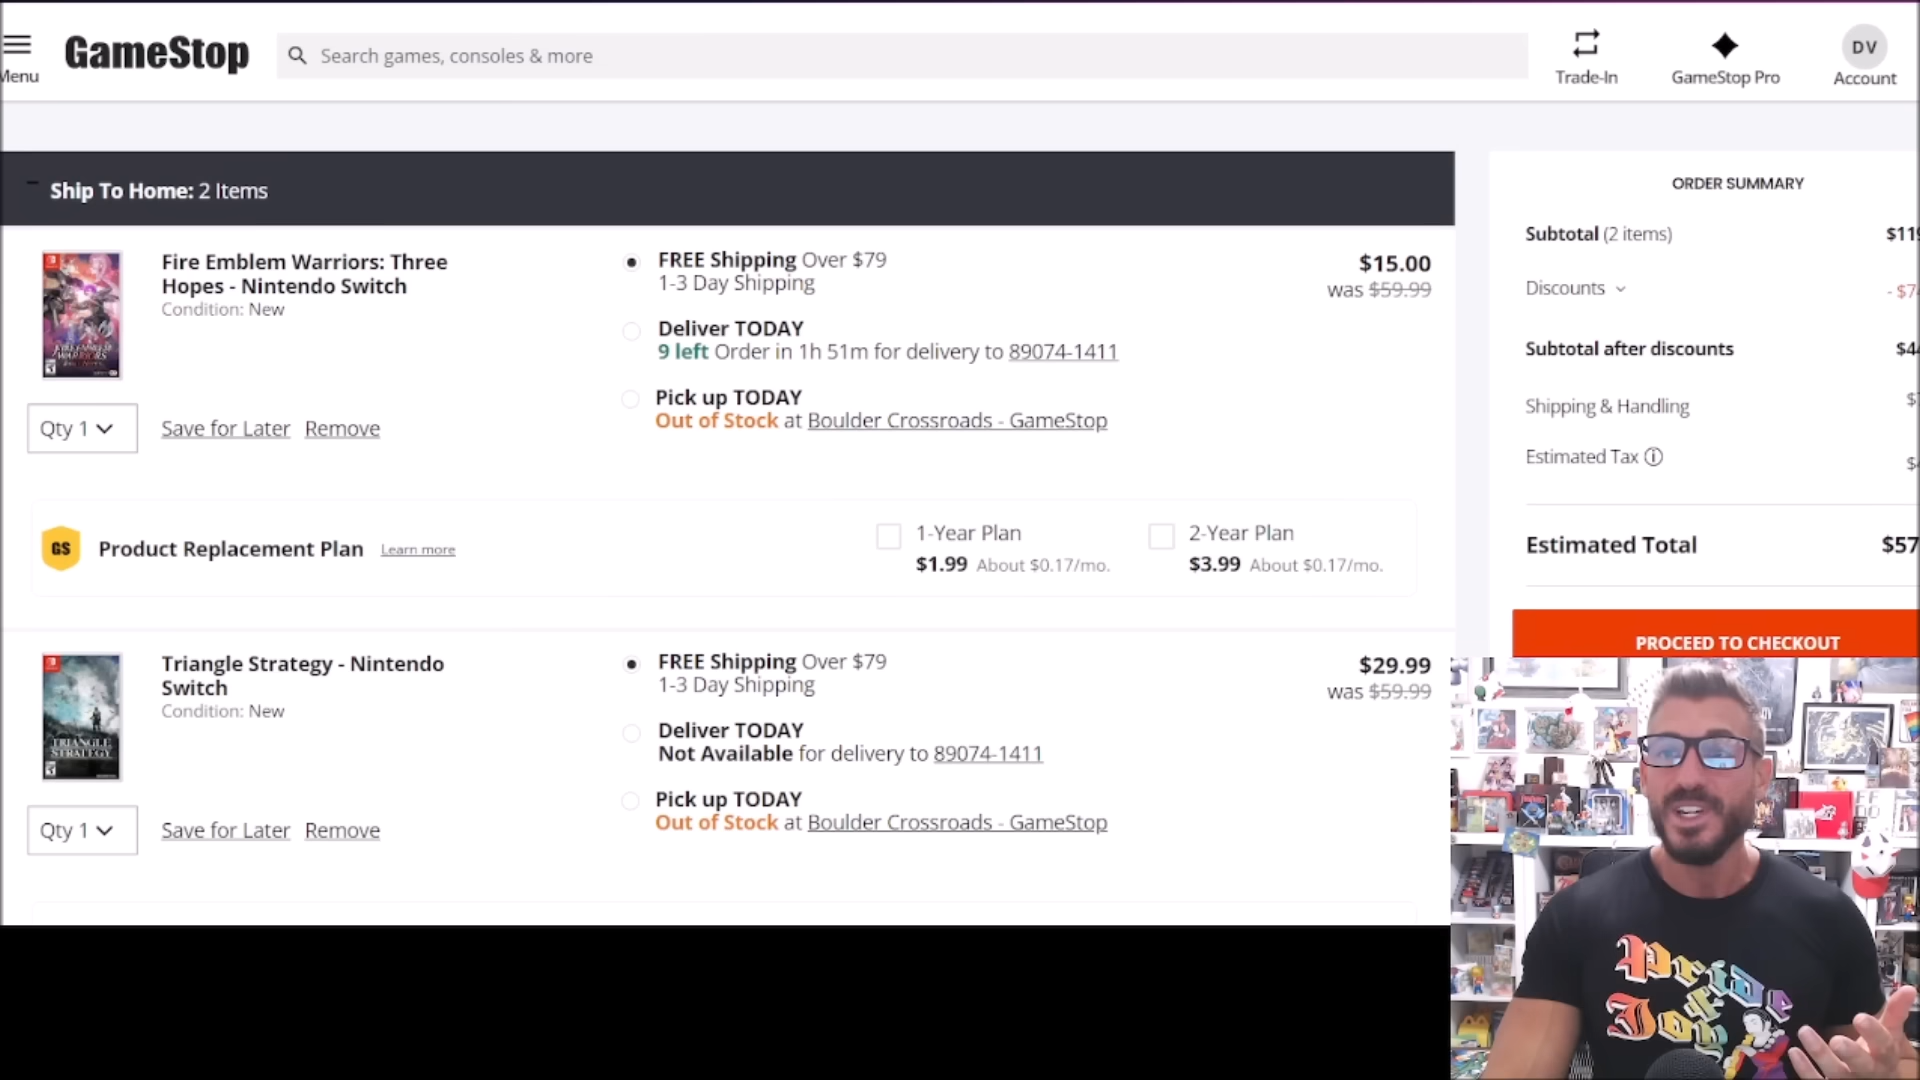 Menu
GameStop
Search games, consoles & more
Trade-In
GameStop Pro
DV
Account
Ship To Home: 2 Items
Fire Emblem Warriors: Three
Hopes - Nintendo Switch
Condition: New
FREE Shipping Over $79
1-3 Day Shipping
$15.00
was $59.99
Deliver TODAY
9 left Order in 1h 51m for delivery to 89074-1411
Pick up TODAY
Out of Stock at Boulder Crossroads - GameStop
Qty 1
Save for Later Remove
GS
Product Replacement Plan Learn more
1-Year Plan
$1.99 About $0.17/mo.
2-Year Plan
$3.99 About $0.17/mo.
TRIANGLE
STRATEGY
Triangle Strategy - Nintendo
Switch
Condition: New
FREE Shipping Over $79
1-3 Day Shipping
$29.99
was $59.99
Deliver TODAY
Not Available for delivery to 89074-1411
Pick up TODAY
Out of Stock at Boulder Crossroads - GameStop
Qty 1
Save for Later Remove
ORDER SUMMARY
Subtotal (2 items) $119
Discounts - $7
Subtotal after discounts $4
Shipping & Handling $
Estimated Tax $
Estimated Total $57
PROCEED TO CHECKOUT
Pride
& Joy